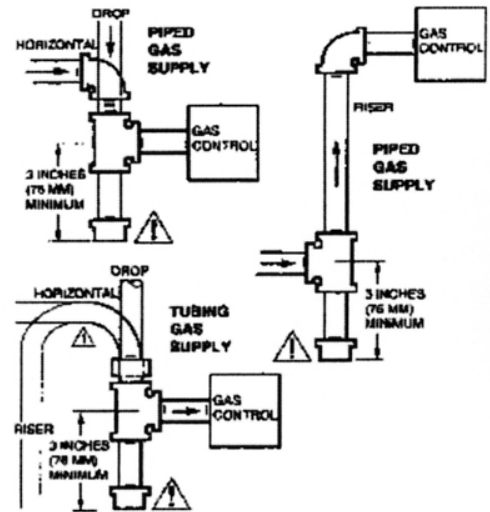 DROP
HORIZONTAL
PIPED
GAS
SUPPLY
GAS
CONTROL
3 INCHES
(76 MM)
MINIMUM
!
GAS
CONTROL
RISER
PIPED
GAS
SUPPLY
3 INCHES
(76 MM)
MINIMUM
!
DROP
HORIZONTAL
TUBING
GAS
SUPPLY
!
GAS
CONTROL
RISER
3 INCHES
(76 MM)
MINIMUM
!